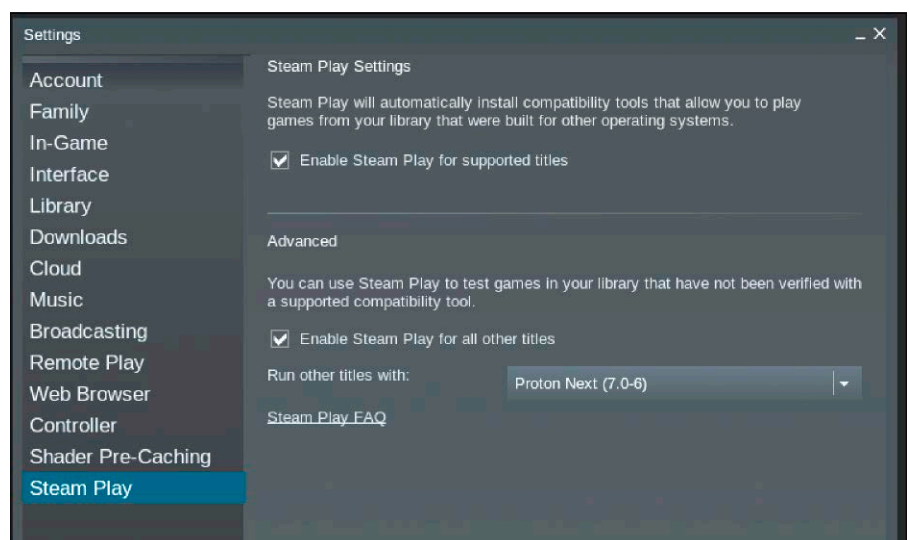 Settings
Account
Family
In-Game
Interface
Library
Downloads
Cloud
Music
Broadcasting
Remote Play
Web Browser
Controller
Shader Pre-Caching
Steam Play
Steam Play Settings
Steam Play will automatically install compatibility tools that allow you to play
games from your library that were built for other operating systems.
Enable Steam Play for supported titles
Advanced
You can use Steam Play to test games in your library that have not been verified with
a supported compatibility tool.
Enable Steam Play for all other titles
Run other titles with:
Proton Next (7.0-6)
Steam Play FAQ